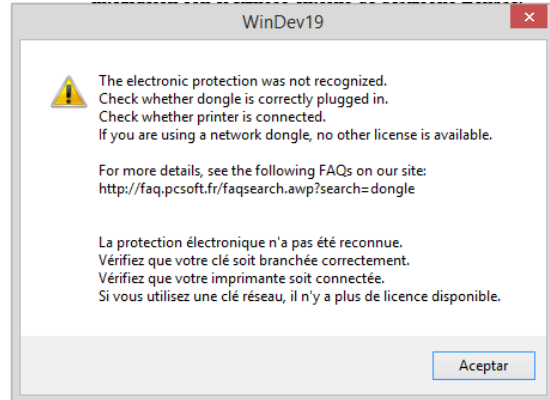 WinDev19
The electronic protection was not recognized.
Check whether dongle is correctly plugged in.
Check whether printer is connected.
If you are using a network dongle, no other license is available.
For more details, see the following FAQs on our site:
http://faq.pcsoft.fr/faqsearch.awp?search=dongle
La protection électronique n'a pas été reconnue.
Vérifiez que votre clé soit branchée correctement.
Vérifiez que votre imprimante soit connectée.
Si vous utilisez une clé réseau, il n'y a plus de licence disponible.
Aceptar